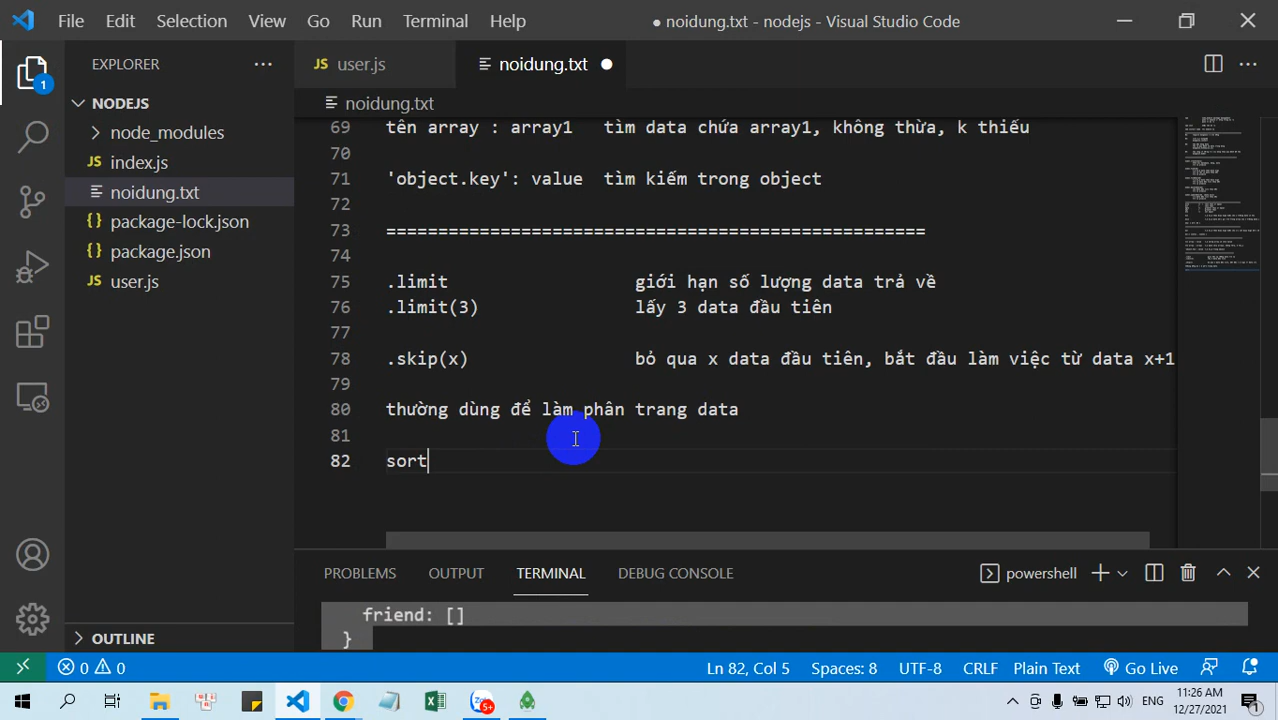 File Edit Selection View Go Run Terminal Help
● noidung.txt - nodejs - Visual Studio Code
EXPLORER
1
NODEJS
node_modules
JS index.js
noidung.txt
{} package-lock.json
{} package.json
JS user.js
OUTLINE
JS user.js
noidung.txt
noidung.txt
69 tên array : array1 tìm data chứa array1, không thừa, k thiếu
70
71 'object.key': value tìm kiếm trong object
72
73 ====================================================
74
75 .limit giới hạn số lượng data trả về
76 .limit(3) lấy 3 data đầu tiên
77
78 .skip(x) bỏ qua x data đầu tiên, bắt đầu làm việc từ data x+1
79
80 thường dùng để làm phân trang data
81
82 sort
PROBLEMS OUTPUT TERMINAL DEBUG CONSOLE
powershell
friend: []
}
0 0
Ln 82, Col 5 Spaces: 8 UTF-8 CRLF Plain Text Go Live
5+
ENG
11:26 AM
12/27/2021
1